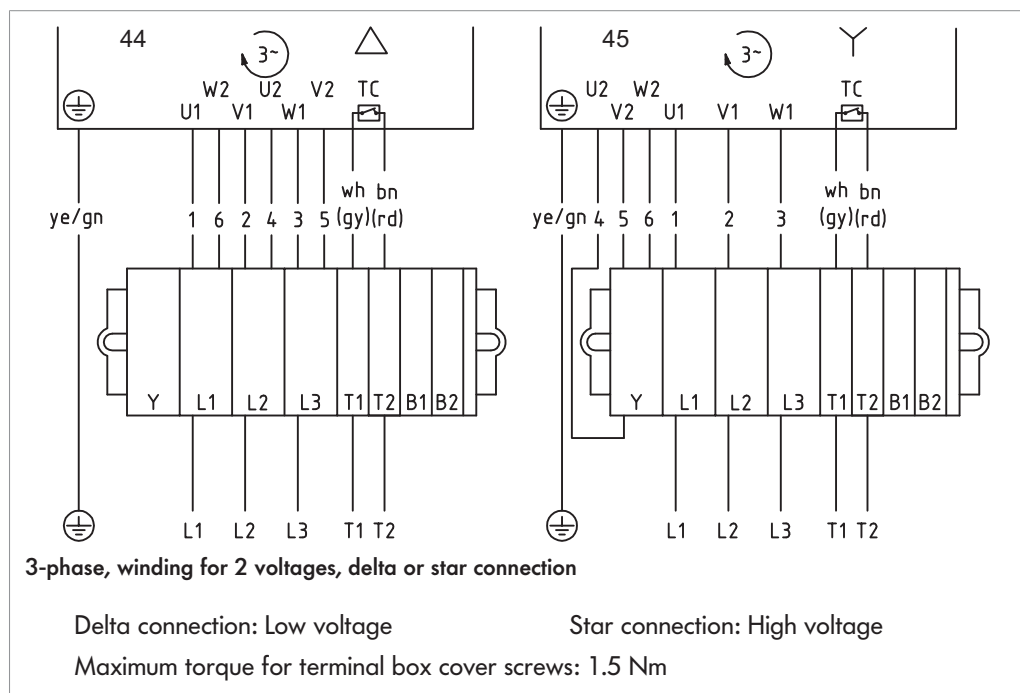 44 3~ 45 3~
W2 U2 V2 TC U2 W2 TC
U1 V1 W1 V2 U1 V1 W1
wh bn wh bn
ye/gn 1 6 2 4 3 5 (gy)(rd) ye/gn 4 5 6 1 2 3 (gy)(rd)
Y L1 L2 L3 T1 T2 B1 B2 Y L1 L2 L3 T1 T2 B1 B2
L1 L2 L3 T1 T2 L1 L2 L3 T1 T2
3-phase, winding for 2 voltages, delta or star connection
Delta connection: Low voltage Star connection: High voltage
Maximum torque for terminal box cover screws: 1.5 Nm